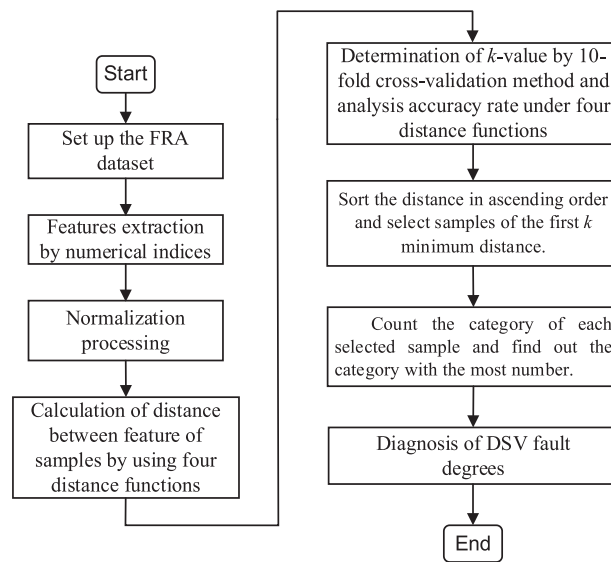 Start
Set up the FRA
dataset
Features extraction
by numerical indices
Normalization
processing
Calculation of distance
between feature of
samples by using four
distance functions
Determination of k-value by 10-
fold cross-validation method and
analysis accuracy rate under four
distance functions
Sort the distance in ascending order
and select samples of the first k
minimum distance.
Count the category of each
selected sample and find out the
category with the most number.
Diagnosis of DSV fault
degrees
End